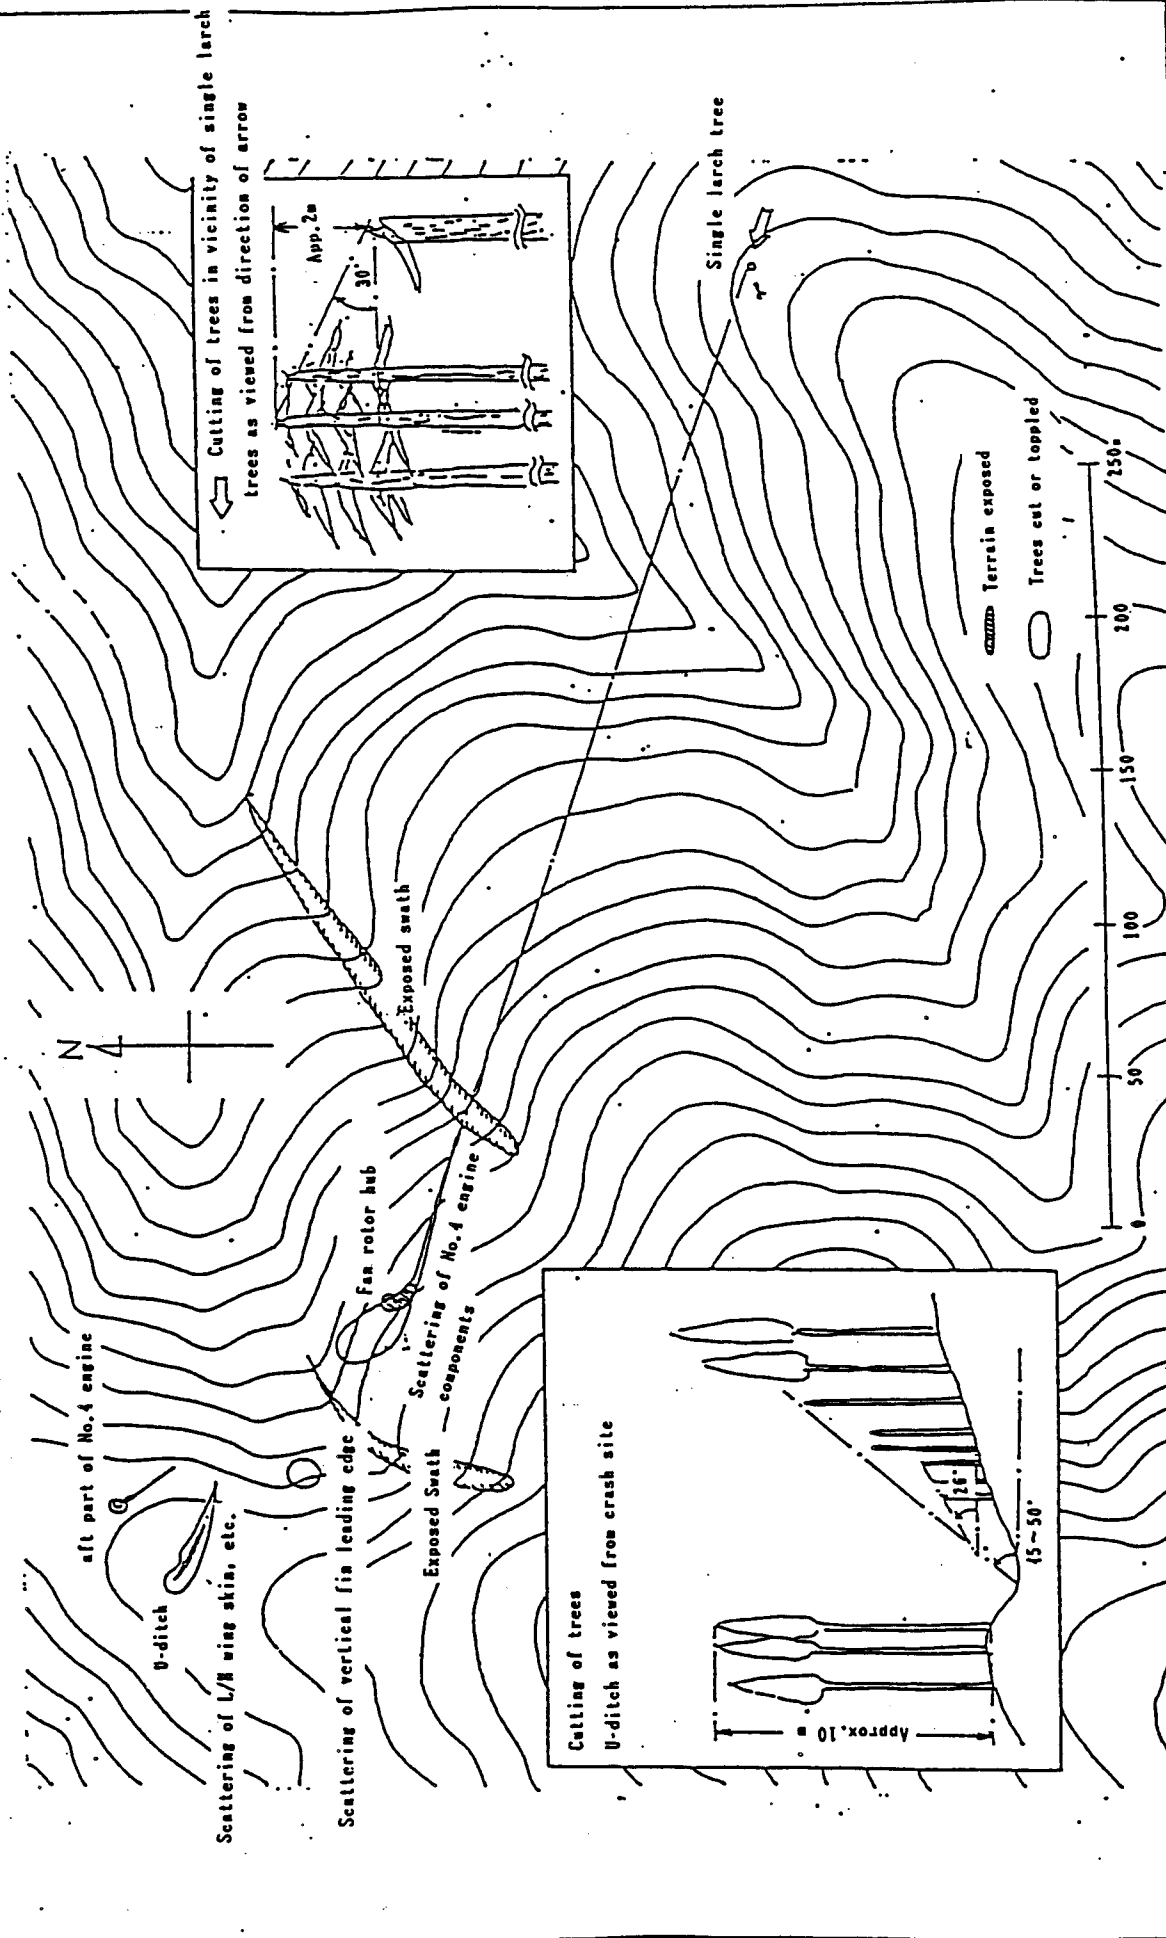 Cutting of trees in vicinity of single larch
trees as viewed from direction of arrow
App.2m
30°
Single larch tree
N
Exposed swath
Fan rotor hub
aft part of No.4 engine
U-ditch
Scattering of No.4 engine
components
Scattering of vertical fin leading edge
Exposed Swath
Cutting of trees
U-ditch as viewed from crash site
Approx.10 m
26°
45~50°
Terrain exposed
Trees cut or toppled
0
50
100
150
200
250m
Scattering of wing skin, etc.